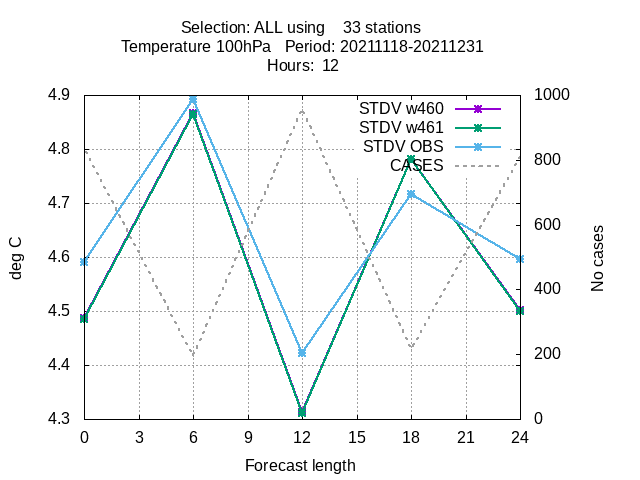 Selection: ALL using    33 stations
Temperature 100hPa   Period: 20211118-20211231
Hours:  12
4.9
4.8
4.7
4.6
4.5
4.4
4.3
deg C
STDV w460
STDV w461
STDV OBS
CASES
1000
800
600
400
200
0
No cases
0 3 6 9 12 15 18 21 24
Forecast length